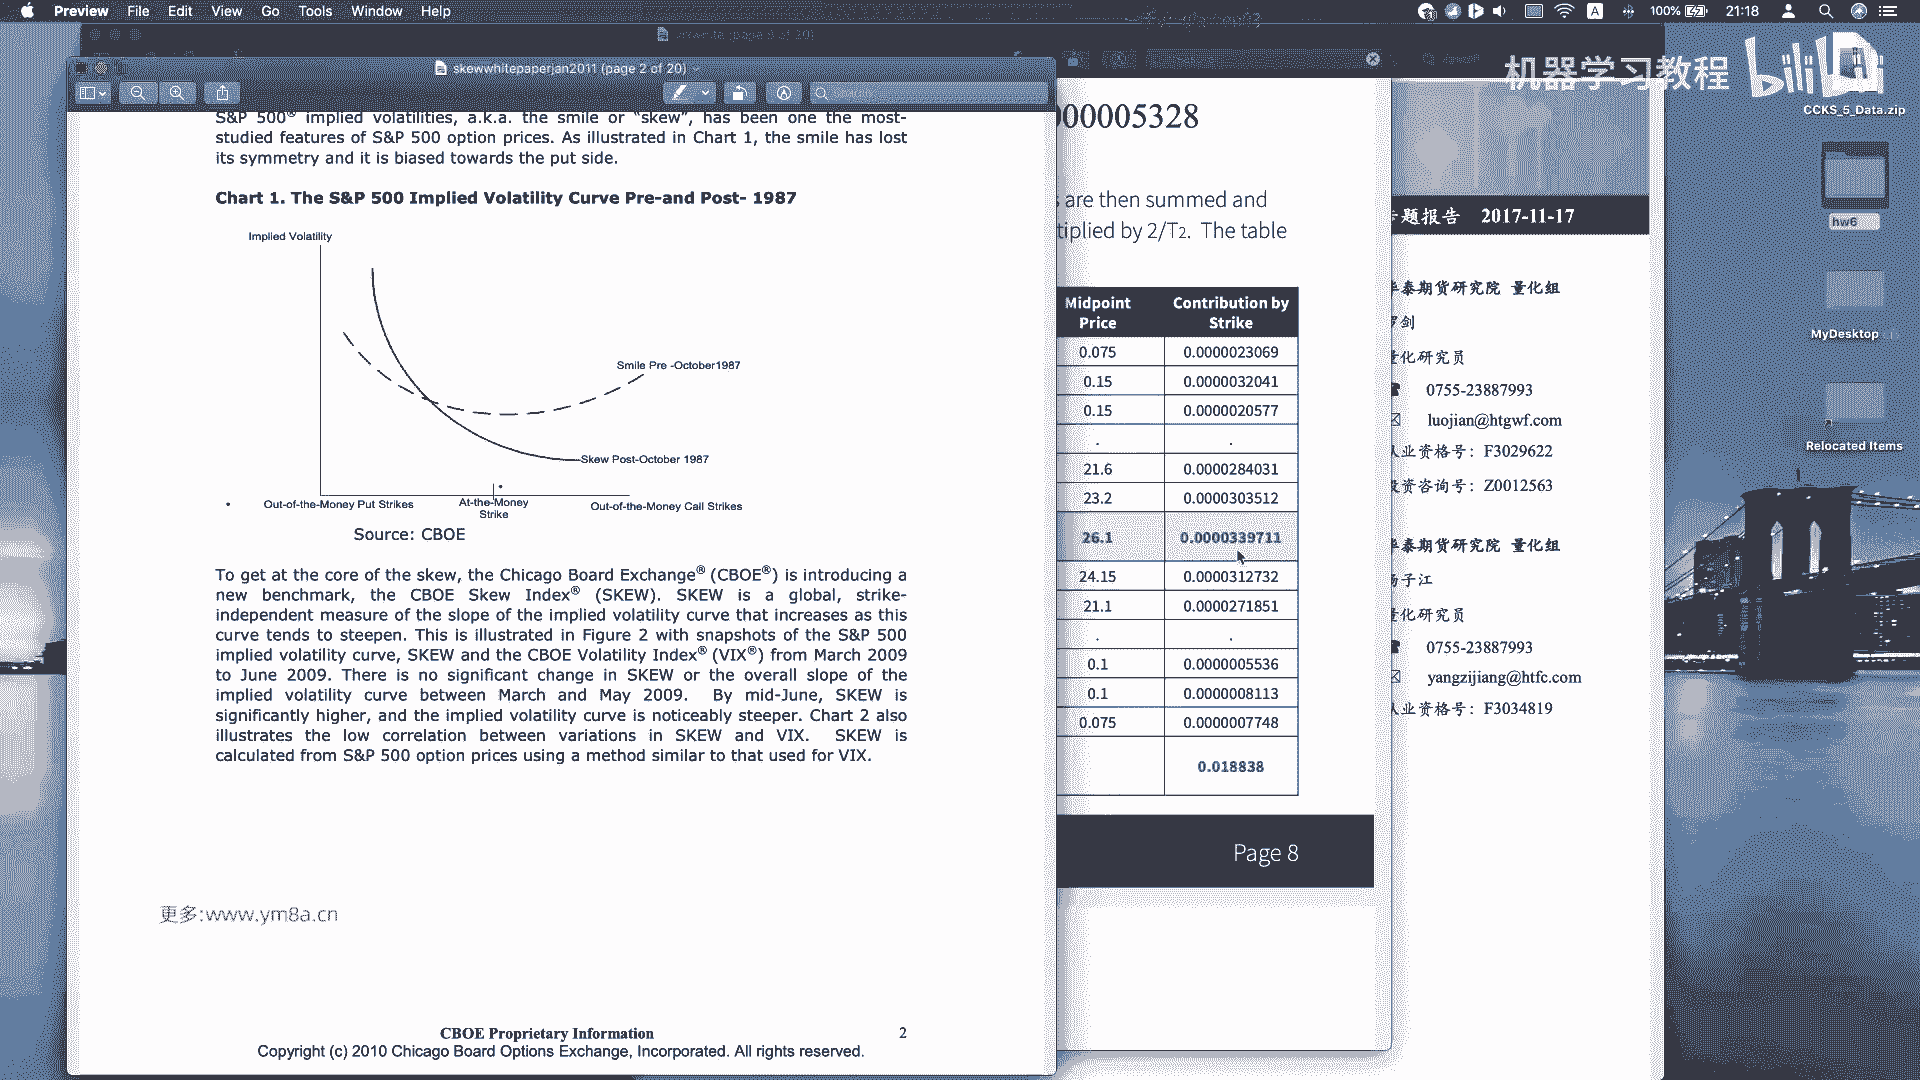 Preview File Edit View Go Tools Window Help
100% 21:18
skewwhitepaperjan2011 (page 2 of 20)
Search
机器学习教程 bilibili
CCKS_5_Data.zip
hw6
MyDesktop
Relocated Items
S&P 500® implied volatilities, a.k.a. the smile or "skew", has been one the most-
studied features of S&P 500 option prices. As illustrated in Chart 1, the smile has lost
its symmetry and it is biased towards the put side.
Chart 1. The S&P 500 Implied Volatility Curve Pre-and Post- 1987
Implied Volatility
Smile Pre -October1987
Skew Post-October 1987
Out-of-the-Money Put Strikes
At-the-Money
Strike
Out-of-the-Money Call Strikes
Source: CBOE
To get at the core of the skew, the Chicago Board Exchange® (CBOE®) is introducing a
new benchmark, the CBOE Skew Index® (SKEW). SKEW is a global, strike-
independent measure of the slope of the implied volatility curve that increases as this
curve tends to steepen. This is illustrated in Figure 2 with snapshots of the S&P 500
implied volatility curve, SKEW and the CBOE Volatility Index® (VIX®) from March 2009
to June 2009. There is no significant change in SKEW or the overall slope of the
implied volatility curve between March and May 2009. By mid-June, SKEW is
significantly higher, and the implied volatility curve is noticeably steeper. Chart 2 also
illustrates the low correlation between variations in SKEW and VIX. SKEW is
calculated from S&P 500 option prices using a method similar to that used for VIX.
更多:www.ym8a.cn
CBOE Proprietary Information
2
Copyright (c) 2010 Chicago Board Options Exchange, Incorporated. All rights reserved.
00005328
are then summed and
tiplied by 2/T2. The table
Midpoint Price Contribution by Strike
0.075 0.0000023069
0.15 0.0000032041
0.15 0.0000020577
. .
21.6 0.0000284031
23.2 0.0000303512
26.1 0.0000339711
24.15 0.0000312732
21.1 0.0000271851
. .
0.1 0.0000005536
0.1 0.0000008113
0.075 0.0000007748
0.018838
Page 8
题报告 2017-11-17
泰期货研究院 量化组
剑
化研究员
0755-23887993
luojian@htgwf.com
业资格号：F3029622
咨询号：Z0012563
泰期货研究院 量化组
子江
化研究员
0755-23887993
yangzijiang@htfc.com
业资格号：F3034819